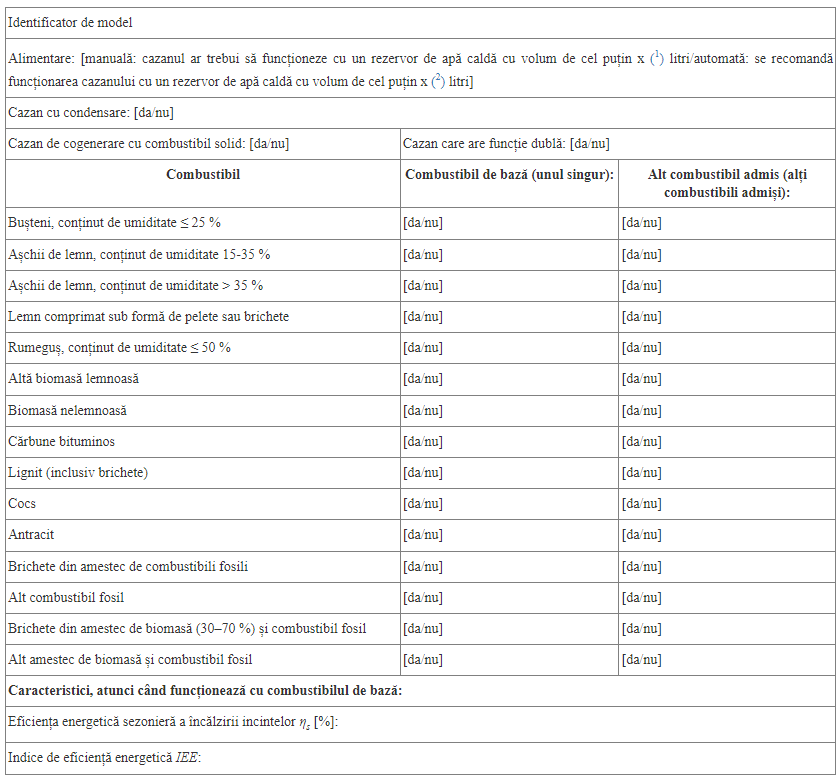 Identificator de model
Alimentare: [manuală: cazanul ar trebui să funcționeze cu un rezervor de apă caldă cu volum de cel puțin x (1) litri/automată: se recomandă
funcționarea cazanului cu un rezervor de apă caldă cu volum de cel puțin x (2) litri]
Cazan cu condensare: [da/nu]
Cazan de cogenerare cu combustibil solid: [da/nu] Cazan care are funcție dublă: [da/nu]
Combustibil Combustibil de bază (unul singur): Alt combustibil admis (alți
combustibili admiși):
Bușteni, conținut de umiditate ≤ 25 % [da/nu] [da/nu]
Așchii de lemn, conținut de umiditate 15-35 % [da/nu] [da/nu]
Așchii de lemn, conținut de umiditate > 35 % [da/nu] [da/nu]
Lemn comprimat sub formă de pelete sau brichete [da/nu] [da/nu]
Rumeguș, conținut de umiditate ≤ 50 % [da/nu] [da/nu]
Altă biomasă lemnoasă [da/nu] [da/nu]
Biomasă nelemnoasă [da/nu] [da/nu]
Cărbune bituminos [da/nu] [da/nu]
Lignit (inclusiv brichete) [da/nu] [da/nu]
Cocs [da/nu] [da/nu]
Antracit [da/nu] [da/nu]
Brichete din amestec de combustibili fosili [da/nu] [da/nu]
Alt combustibil fosil [da/nu] [da/nu]
Brichete din amestec de biomasă (30–70 %) și combustibil fosil [da/nu] [da/nu]
Alt amestec de biomasă și combustibil fosil [da/nu] [da/nu]
Caracteristici, atunci când funcționează cu combustibilul de bază:
Eficiența energetică sezonieră a încălzirii incintelor ηs [%]:
Indice de eficiență energetică IEE: